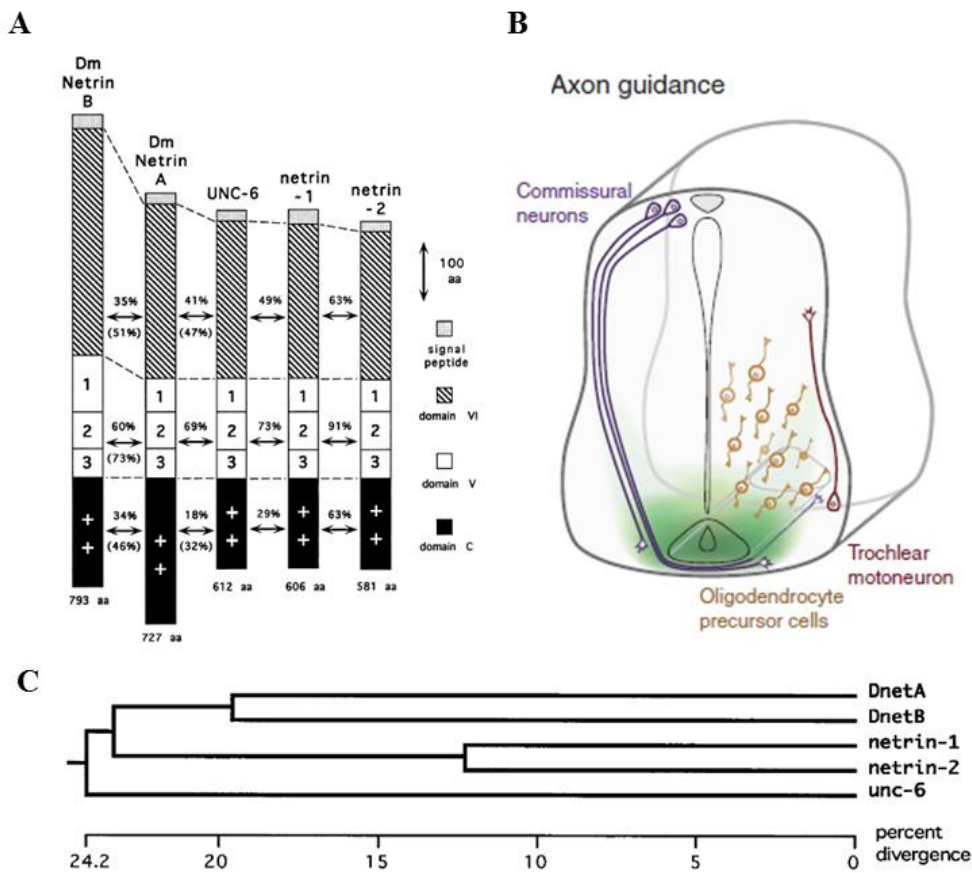 A
B
Dm
Netrin
B
Dm
Netrin
A
UNC-6
netrin
-1
netrin
-2
100
aa
35%
(51%)
41%
(47%)
49%
63%
signal
peptide
domain VI
domain V
domain C
1
1
1
1
1
2
2
2
2
2
3
3
3
3
3
60%
(73%)
69%
73%
91%
34%
(46%)
18%
(32%)
29%
63%
+
+
+
+
+
+
+
+
+
+
793 aa
727 aa
612 aa
606 aa
581 aa
Axon guidance
Commissural
neurons
Trochlear
motoneuron
Oligodendrocyte
precursor cells
C
DnetA
DnetB
netrin-1
netrin-2
unc-6
24.2 20 15 10 5 0
percent
divergence